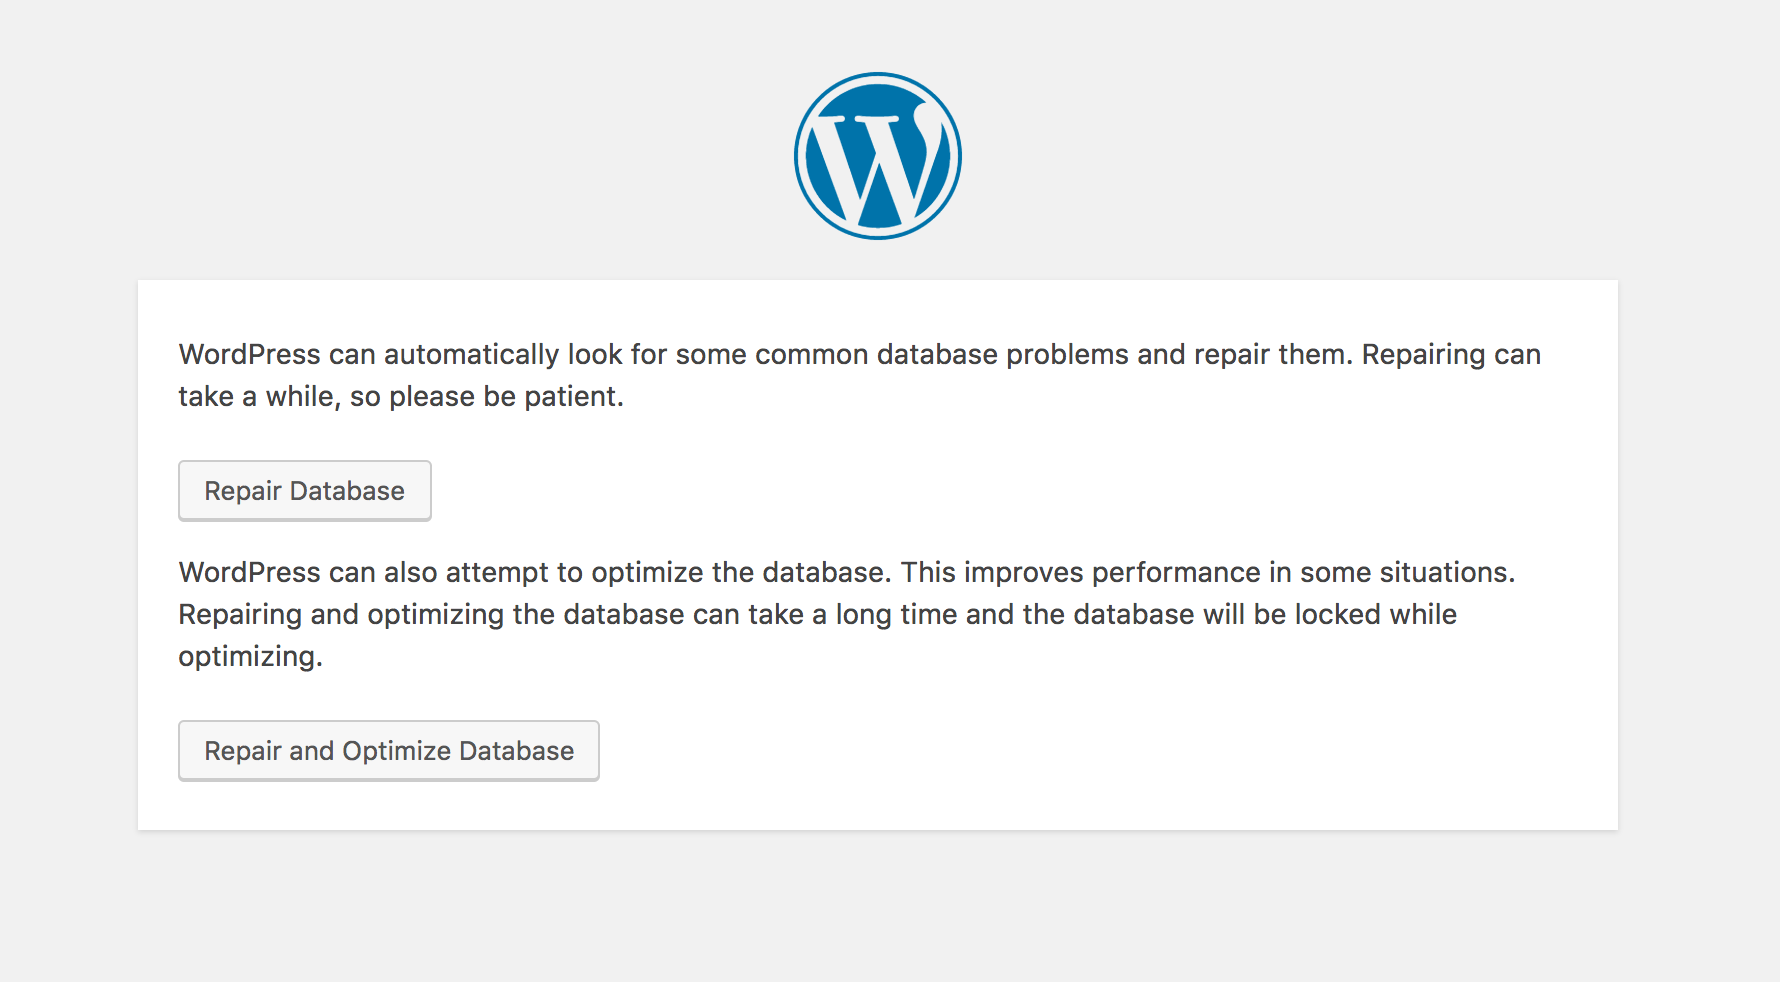 WordPress can automatically look for some common database problems and repair them. Repairing can
take a while, so please be patient.
Repair Database
WordPress can also attempt to optimize the database. This improves performance in some situations.
Repairing and optimizing the database can take a long time and the database will be locked while
optimizing.
Repair and Optimize Database